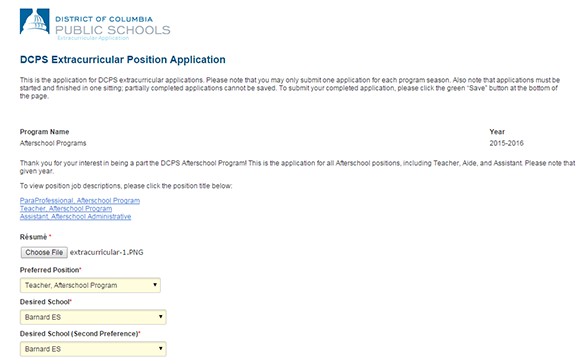 DISTRICT OF COLUMBIA
PUBLIC SCHOOLS
Extracurricular Application
DCPS Extracurricular Position Application
This is the application for DCPS extracurricular applications. Please note that you may only submit one application for each program season. Also note that applications must be
started and finished in one sitting; partially completed applications cannot be saved. To submit your completed application, please click the green "Save" button at the bottom of
the page.
Program Name Year
Afterschool Programs 2015-2016
Thank you for your interest in being a part the DCPS Afterschool Program! This is the application for all Afterschool positions, including Teacher, Aide, and Assistant. Please note that
given year.
To view position job descriptions, please click the position title below:
ParaProfessional, Afterschool Program
Teacher, Afterschool Program
Assistant, Afterschool Administrative
Résumé *
Choose File extracurricular-1.PNG
Preferred Position*
Teacher, Afterschool Program
Desired School*
Barnard ES
Desired School (Second Preference)*
Barnard ES